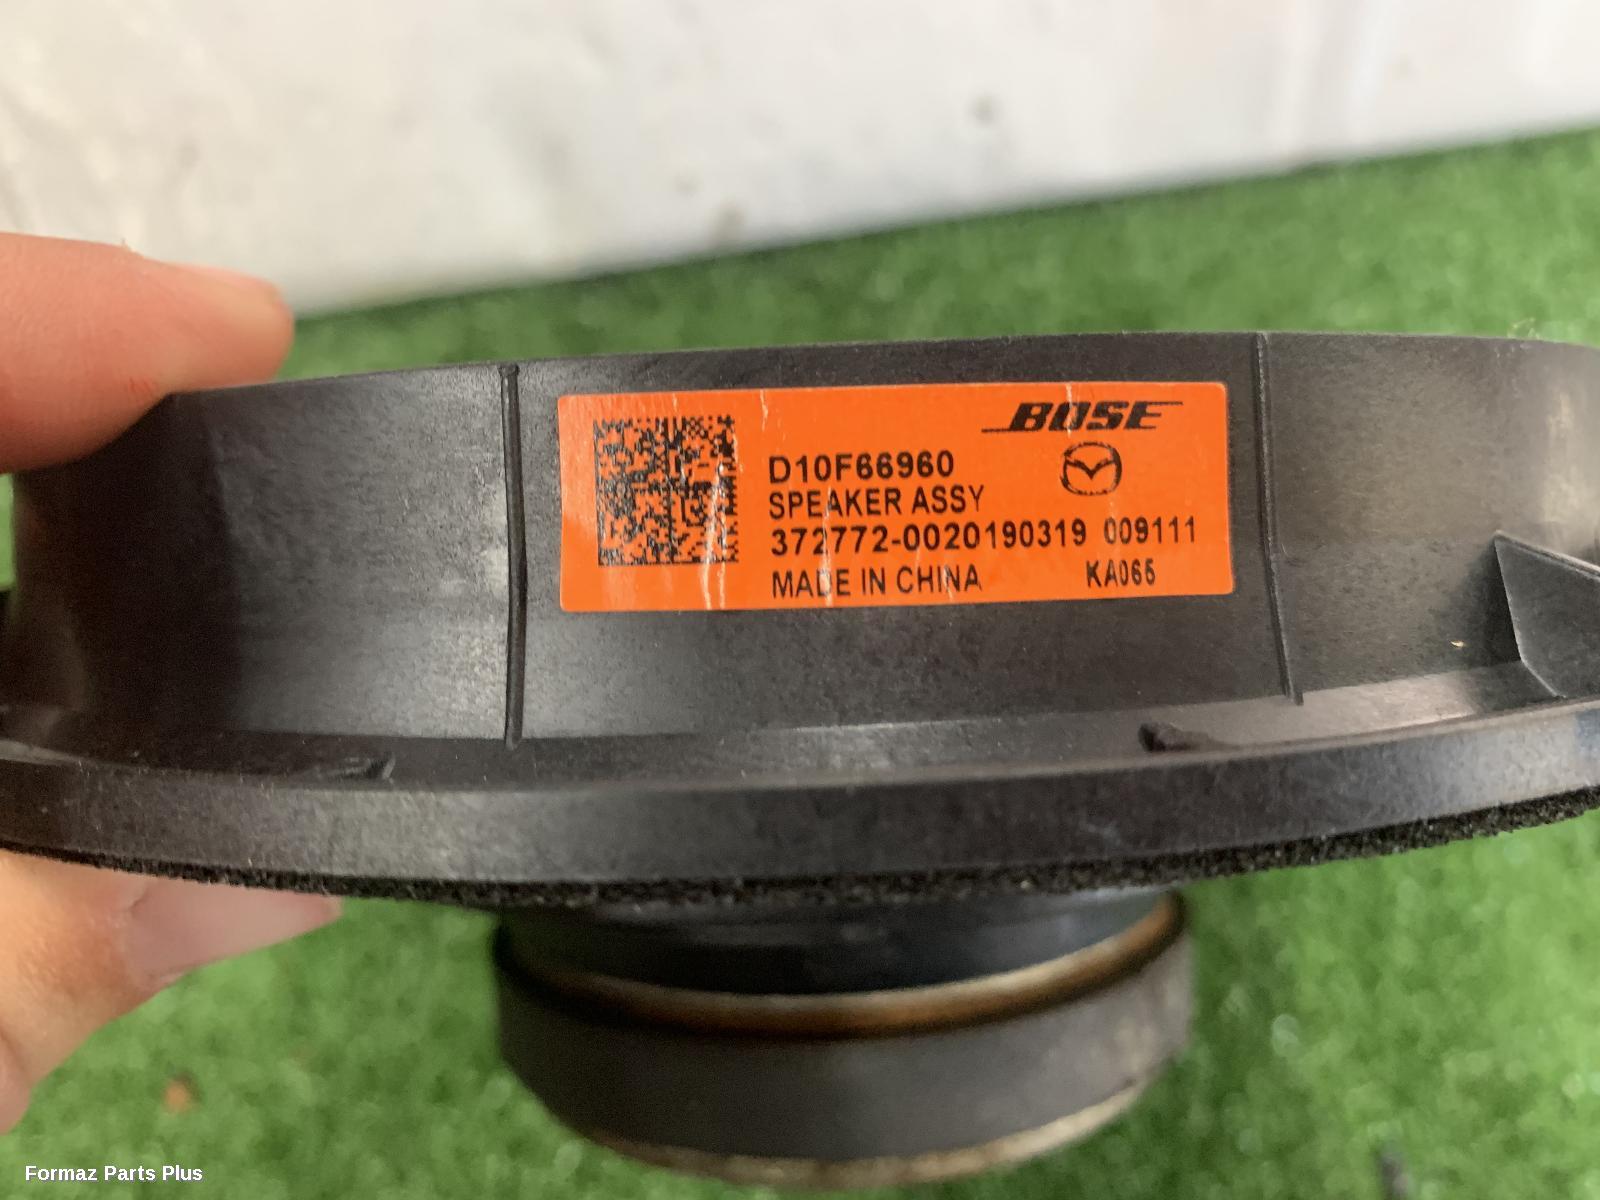 BOSE
D10F66960
SPEAKER ASSY
372772-0020190319 009111
MADE IN CHINA KA065
Formaz Parts Plus